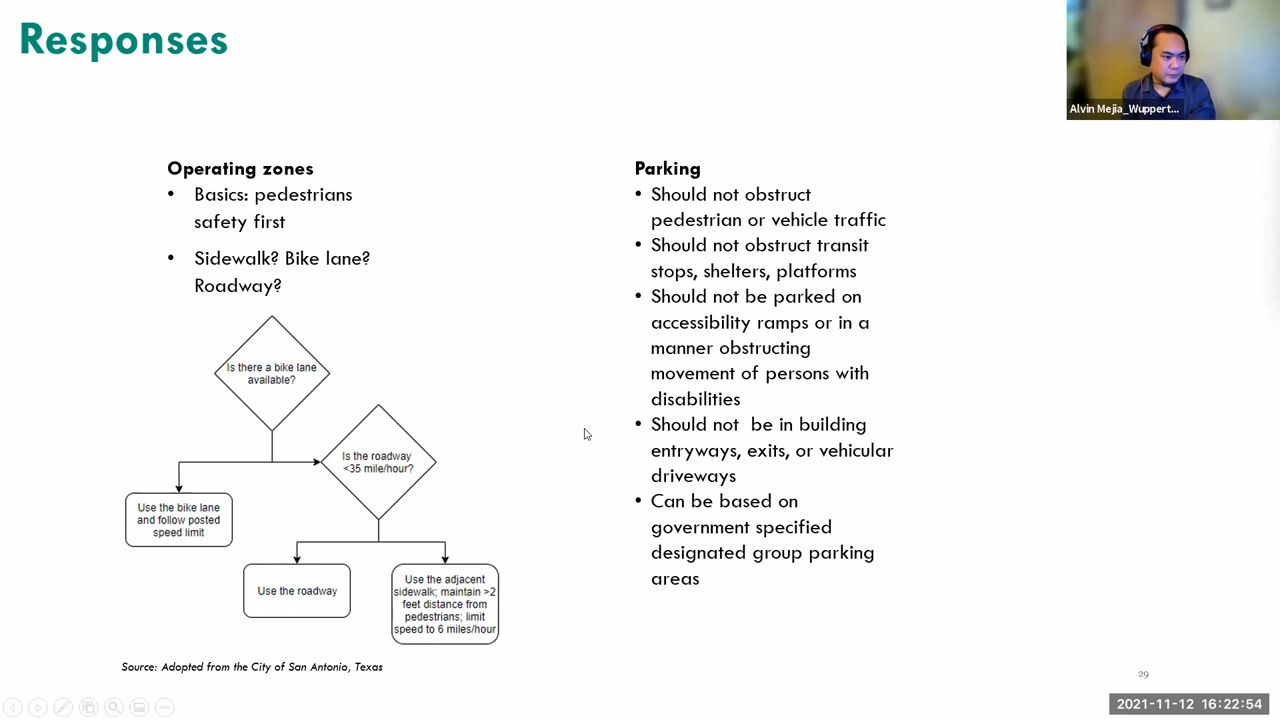 Responses
Alvin Mejia_Wuppert...
Operating zones
• Basics: pedestrians
safety first
• Sidewalk? Bike lane?
Roadway?
Is there a bike lane
available?
Is the roadway
<35 mile/hour?
Use the bike lane
and follow posted
speed limit
Use the roadway
Use the adjacent
sidewalk; maintain >2
feet distance from
pedestrians; limit
speed to 6 miles/hour
Source: Adopted from the City of San Antonio, Texas
Parking
• Should not obstruct
pedestrian or vehicle traffic
• Should not obstruct transit
stops, shelters, platforms
• Should not be parked on
accessibility ramps or in a
manner obstructing
movement of persons with
disabilities
• Should not  be in building
entryways, exits, or vehicular
driveways
• Can be based on
government specified
designated group parking
areas
29
2021-11-12 16:22:54